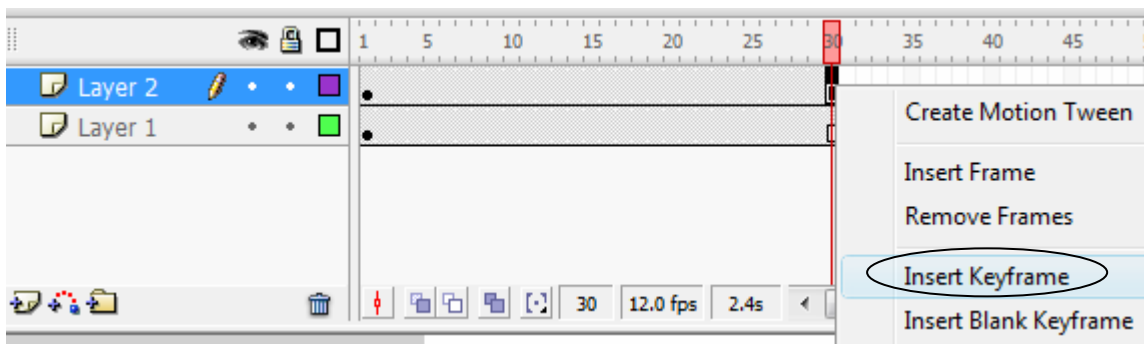 1 5 10 15 20 25 30 35 40 45
Layer 2
Layer 1
30 12.0 fps 2.4s
Create Motion Tween
Insert Frame
Remove Frames
Insert Keyframe
Insert Blank Keyframe